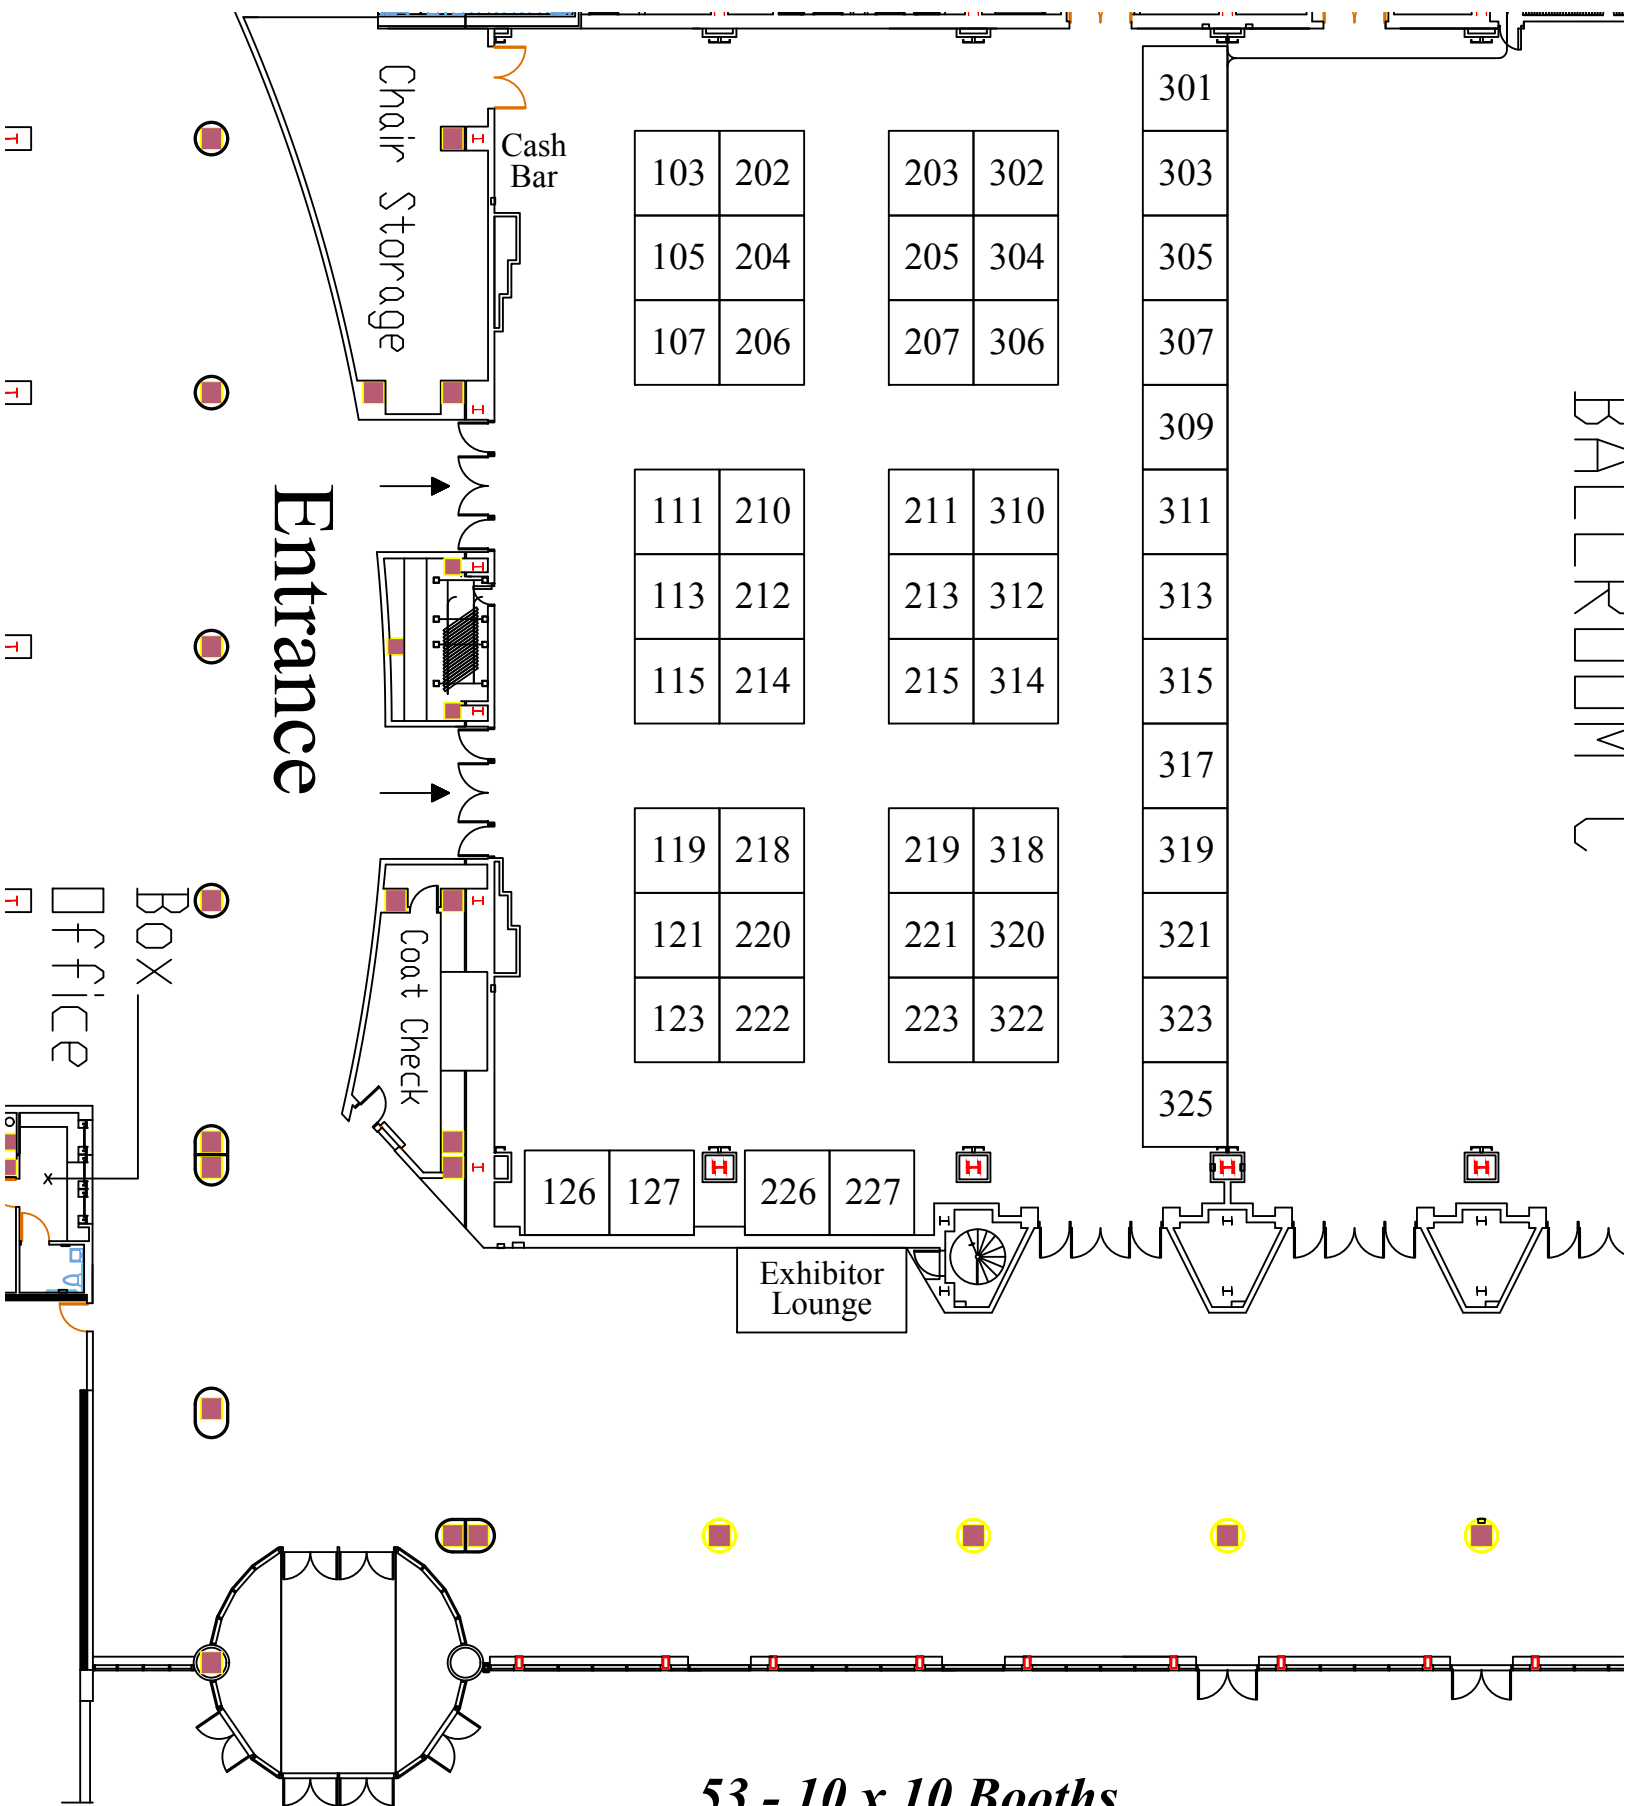 301
Chair Storage
Cash
Bar
103 202 203 302 303
105 204 205 304 305
107 206 207 306 307
309
BALLROOM C
Entrance
111 210 211 310 311
113 212 213 312 313
115 214 215 314 315
317
119 218 219 318 319
Box
Office
Coat Check
121 220 221 320 321
123 222 223 322 323
325
126 127 226 227
Exhibitor
Lounge
53 - 10 x 10 Booths